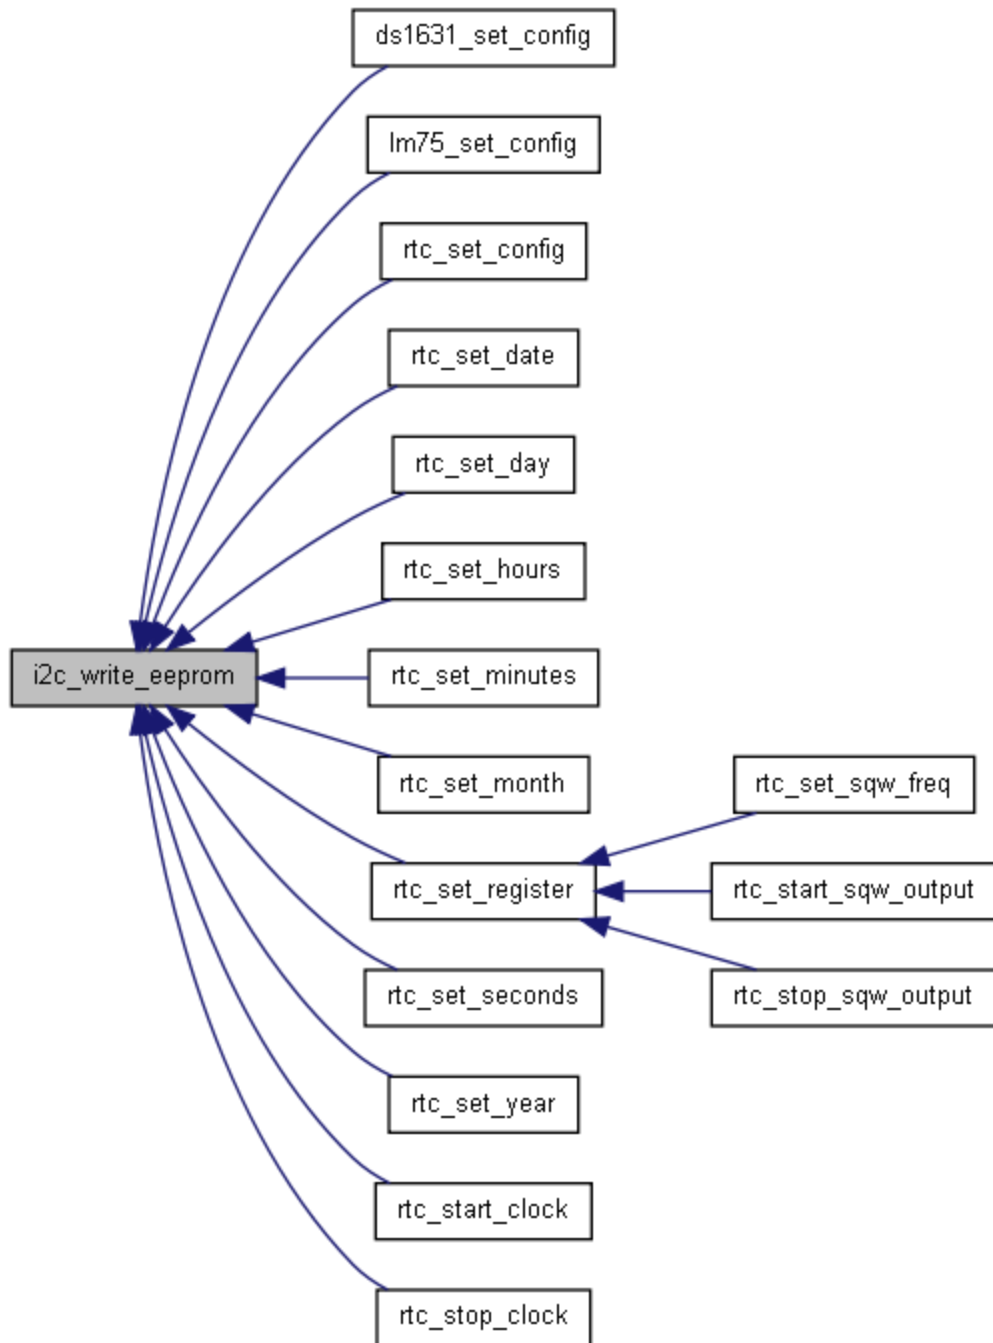 ds1631_set_config
lm75_set_config
rtc_set_config
rtc_set_date
rtc_set_day
rtc_set_hours
i2c_write_eeprom
rtc_set_minutes
rtc_set_month
rtc_set_sqw_freq
rtc_set_register
rtc_start_sqw_output
rtc_set_seconds
rtc_stop_sqw_output
rtc_set_year
rtc_start_clock
rtc_stop_clock